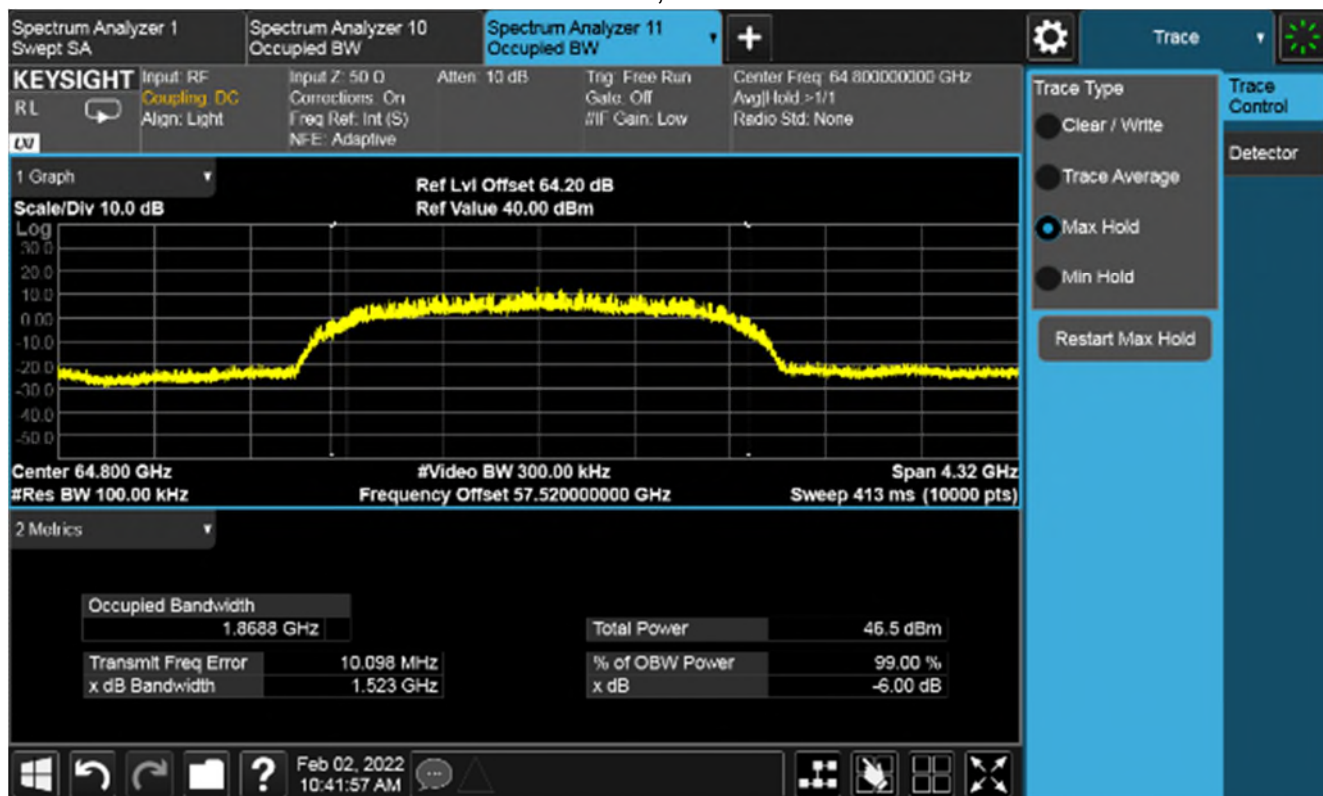 Spectrum Analyzer 1
Swept SA
Spectrum Analyzer 10
Occupied BW
Spectrum Analyzer 11
Occupied BW
+
Trace
KEYSIGHT
RL
LXI
Input: RF
Coupling: DC
Align: Light
Input Z: 50 Ω
Corrections: On
Freq Ref: Int (S)
NFE: Adaptive
Atten: 10 dB
Trig: Free Run
Gate: Off
#IF Gain: Low
Center Freq: 64.800000000 GHz
Avg|Hold:>1/1
Radio Std: None
Trace Type
Clear / Write
Trace Average
Max Hold
Min Hold
Restart Max Hold
Trace
Control
Detector
1 Graph
Scale/Div 10.0 dB
Ref Lvl Offset 64.20 dB
Ref Value 40.00 dBm
Log
30.0
20.0
10.0
0.00
-10.0
-20.0
-30.0
-40.0
-50.0
Center 64.800 GHz
#Video BW 300.00 kHz
Span 4.32 GHz
#Res BW 100.00 kHz
Frequency Offset 57.520000000 GHz
Sweep 413 ms (10000 pts)
2 Metrics
Occupied Bandwidth
1.8688 GHz
Total Power 46.5 dBm
Transmit Freq Error 10.098 MHz
% of OBW Power 99.00 %
x dB Bandwidth 1.523 GHz
x dB -6.00 dB
?
Feb 02, 2022
10:41:57 AM